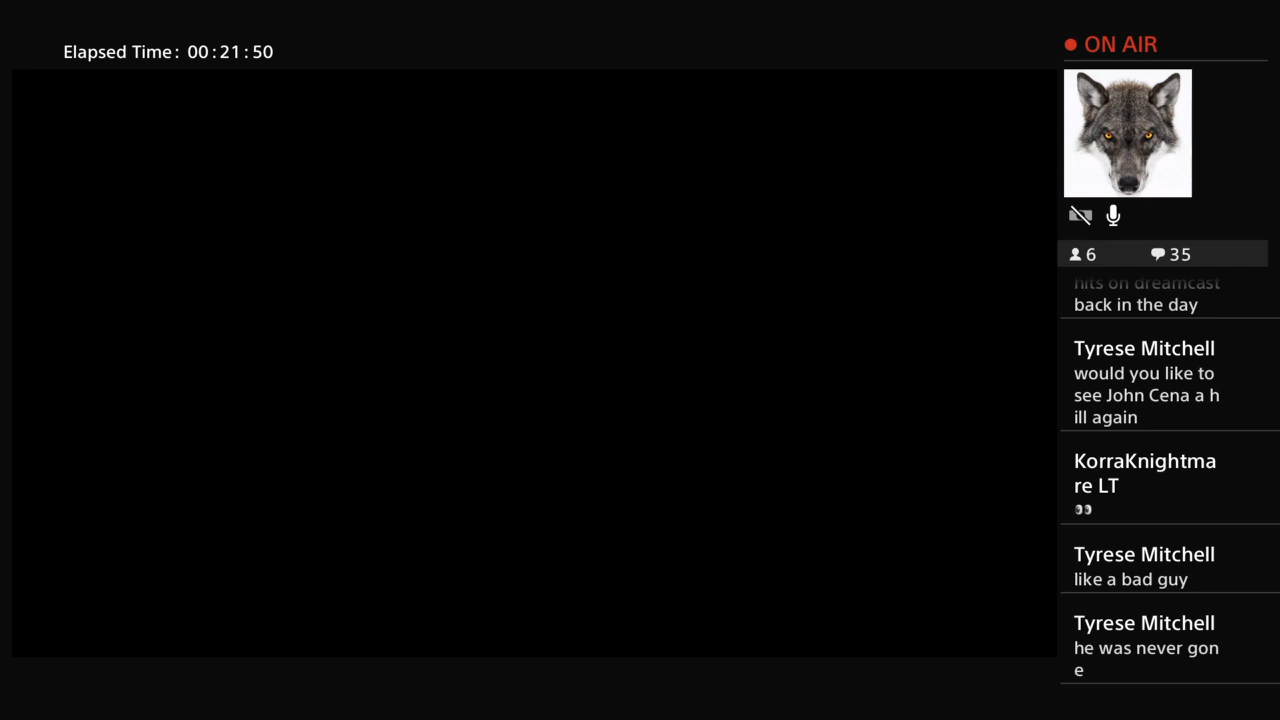 Elapsed Time: 00:21:50
ON AIR
6 35
hits on dreamcast
back in the day
Tyrese Mitchell
would you like to
see John Cena a h
ill again
KorraKnightma
re LT
👀
Tyrese Mitchell
like a bad guy
Tyrese Mitchell
he was never gon
e